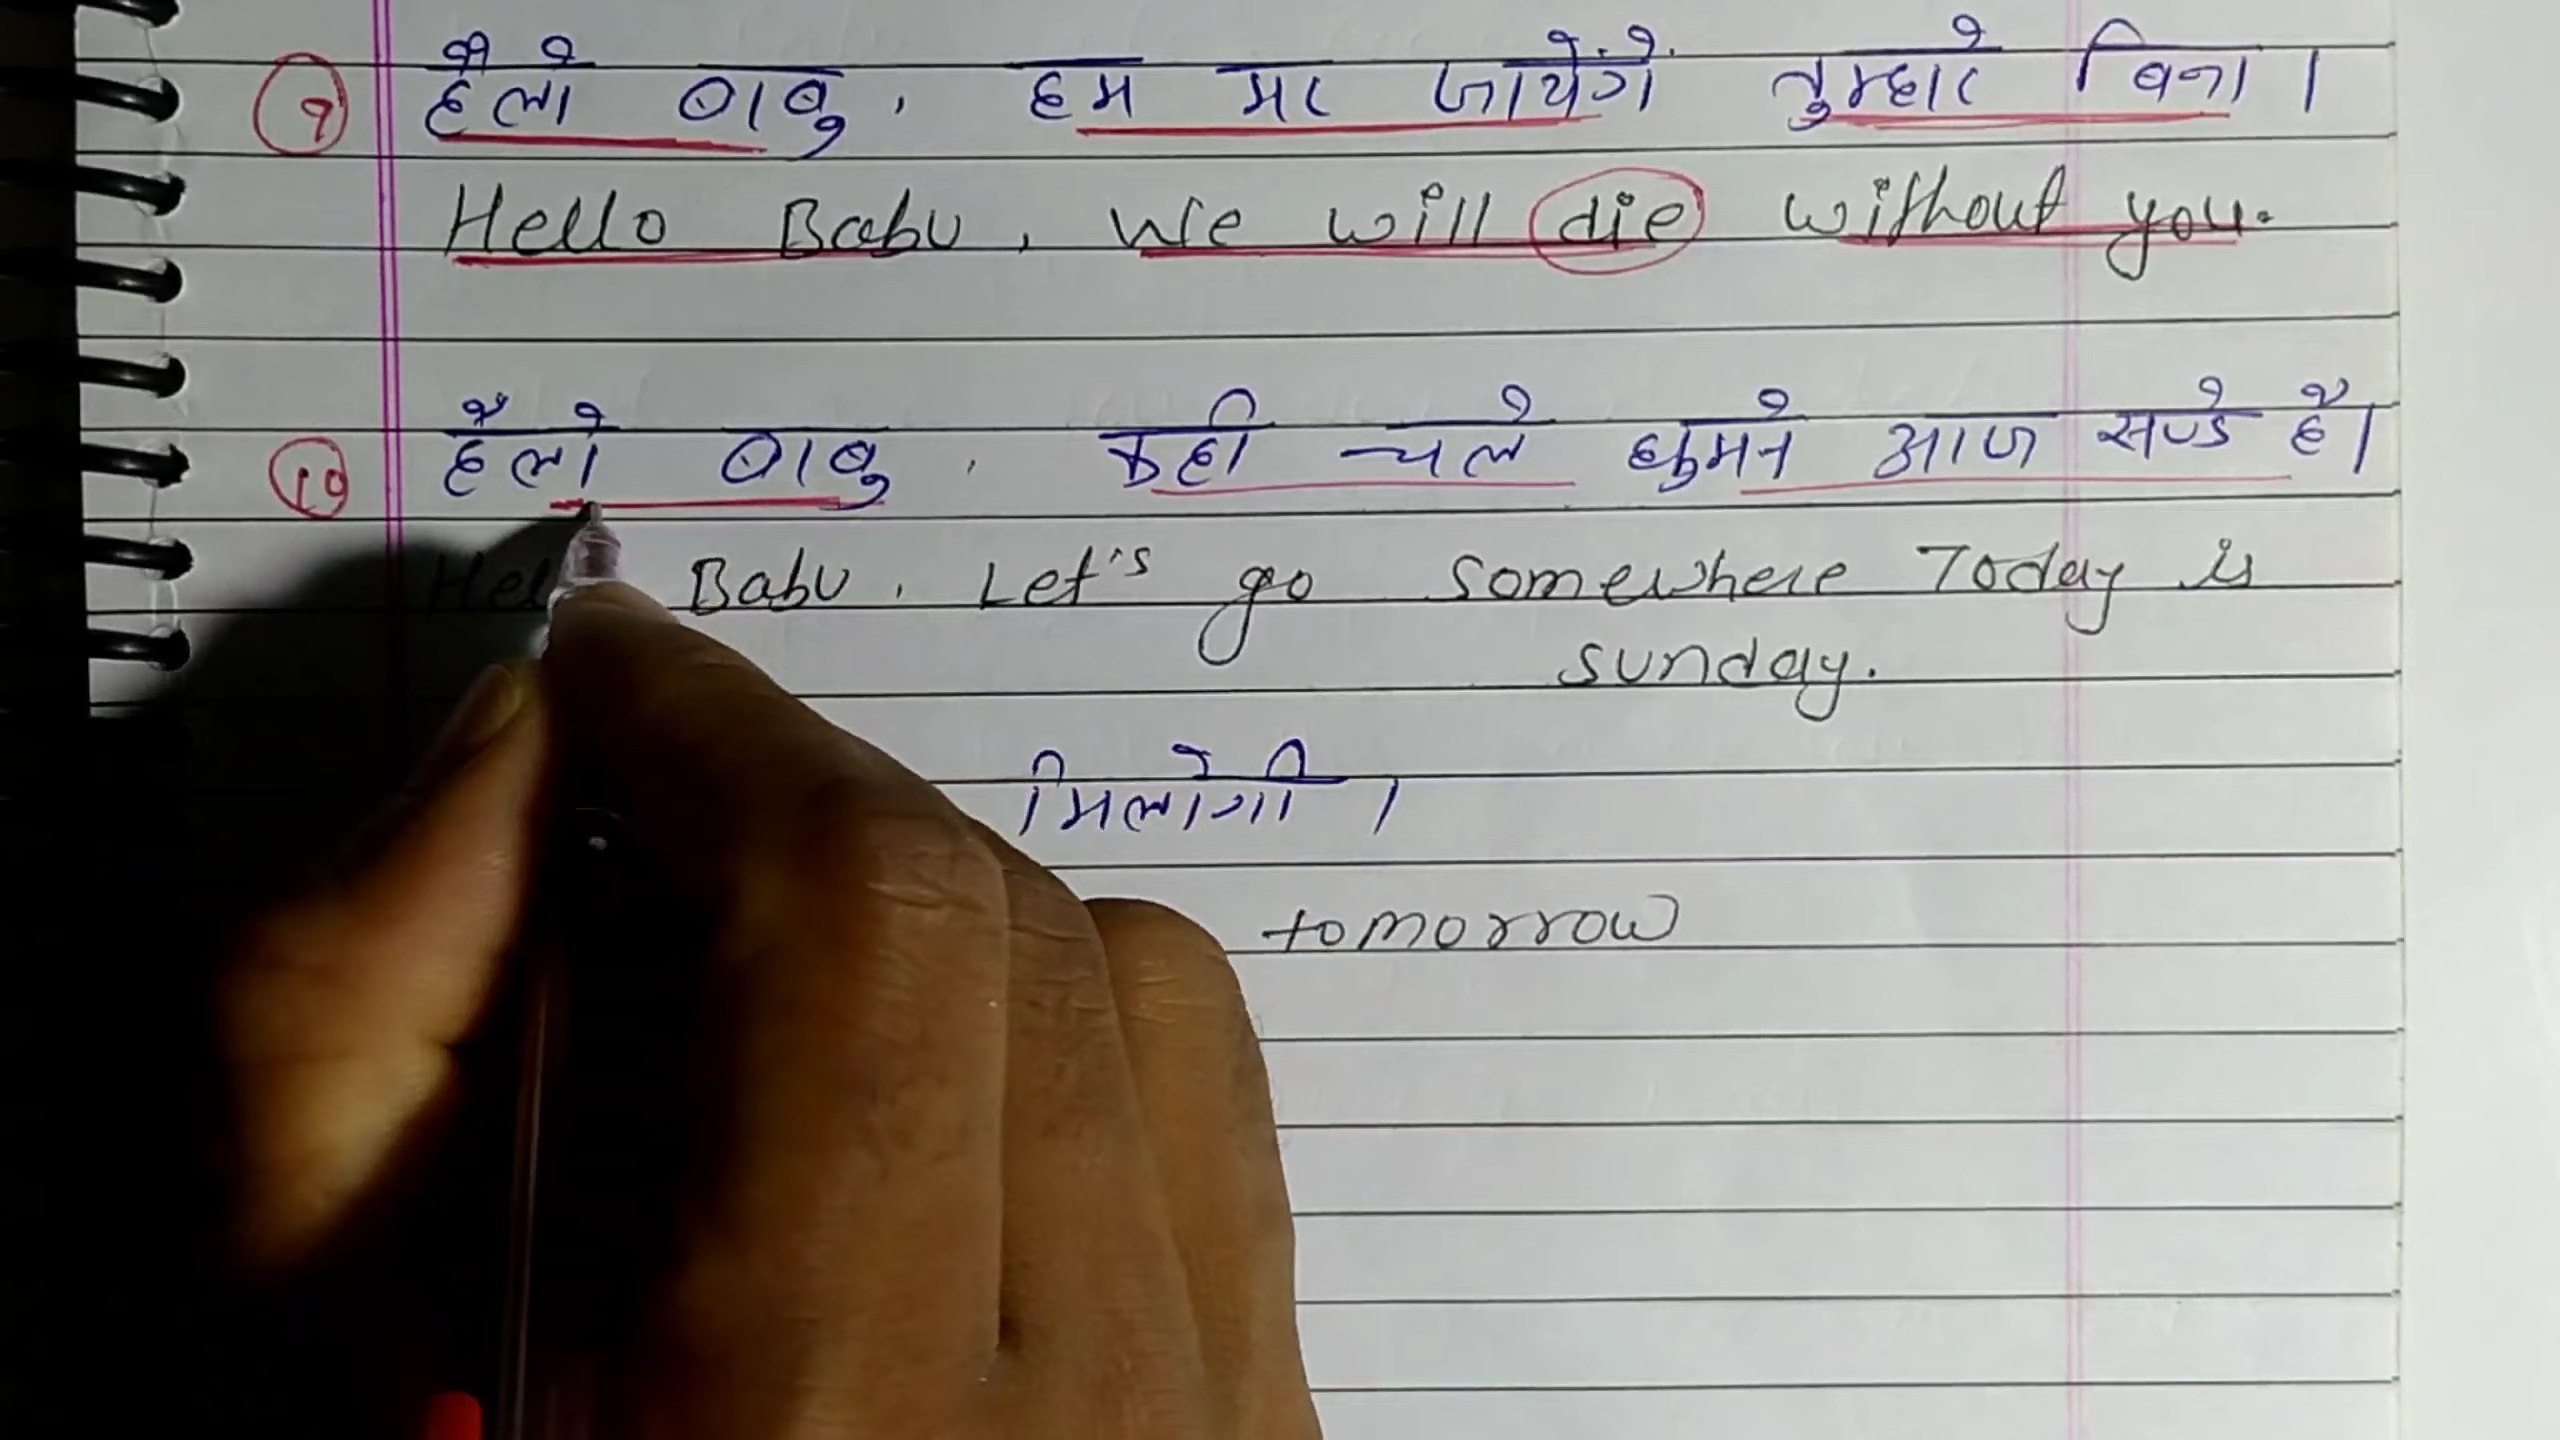 9 हैलो बाबु, हम मर जायेंगे तुम्हारे बिना।
Hello Babu, We will die without you.
10 हैलो बाबु, कही चले घुमने आज सण्डे हैं।
Babu, Let's go somewhere Today is
sunday.
मिलोगी।
tomorrow